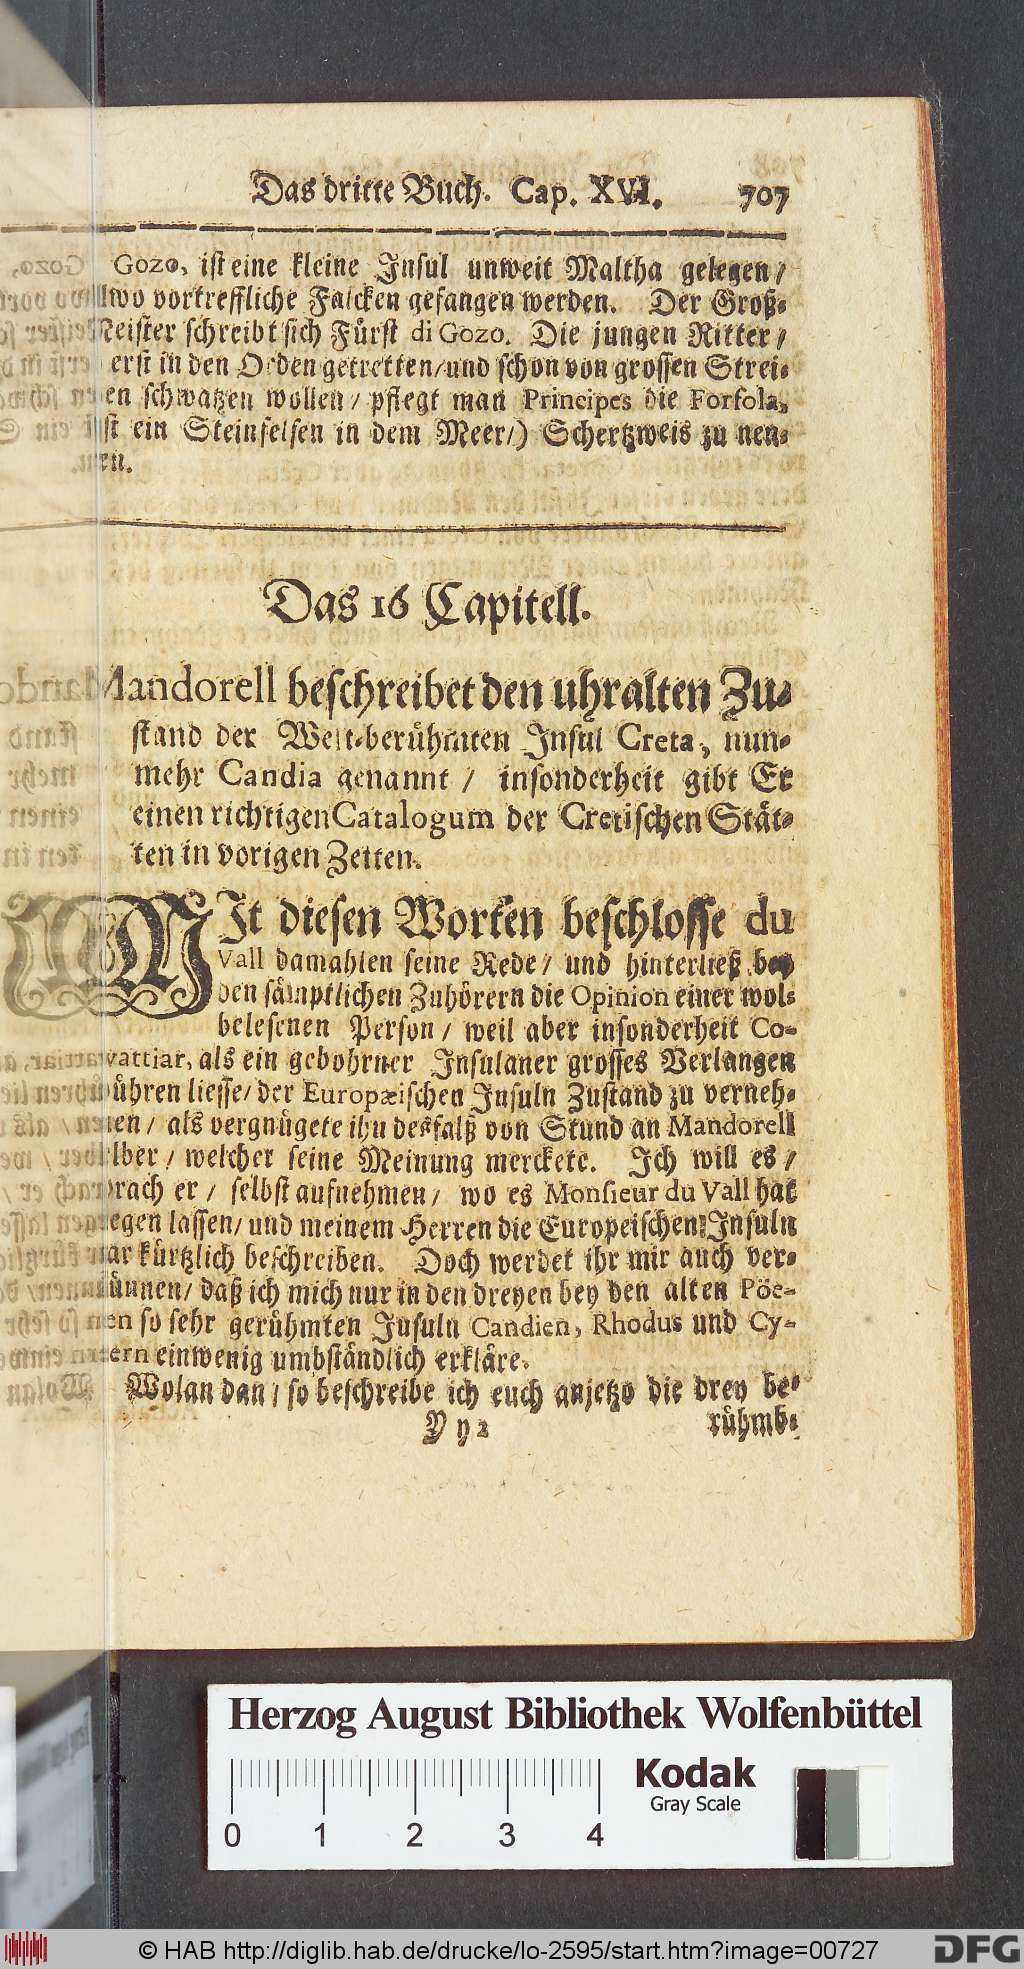 Das dritte Buch. Cap. XVI. 707
Gozo, ist eine kleine Insul unweit Maltha gelegen /
allwo vortreffliche Falcken gefangen werden. Der Groß-
Meister schreibt sich Fürst di Gozo. Die jungen Ritter /
erst in den Orden getretten / und schon von grossen Strei-
ten schwatzen wollen / pflegt man Principes die Forfola,
ist ein Steinfelsen in dem Meer /) Schertzweis zu nen-
nen.
Das 16 Capitell.
Mandorell beschreibet den uhralten Zu-
stand der Welt-berühmten Insul Creta, nun-
mehr Candia genannt / insonderheit gibt Er
einen richtigen Catalogum der Cretischen Stät-
ten in vorigen Zeiten.
MIt diesen Worten beschlosse du
Vall damahlen seine Rede / und hinterließ bey
den sämptlichen Zuhörern die Opinion einer wol-
belesenen Person / weil aber insonderheit Co-
wattiar, als ein gebohrner Insulaner grosses Verlangen
spühren liesse / der Europæischen Insuln Zustand zu verneh-
men / als vergnügete ihn desfalß von Stund an Mandorell
selber / welcher seine Meinung merckete. Ich will es /
sprach er / selbst aufnehmen / wo es Monsieur du Vall hat
liegen lassen / und meinem Herren die Europeischen Insuln
gar kürtzlich beschreiben. Doch werdet ihr mir auch ver-
günnen / daß ich mich nur in den dreyen bey den alten Pöe-
ten so sehr gerühmten Insuln Candien, Rhodus und Cy-
pern einwenig umbständlich erkläre.
Wolan dan / so beschreibe ich euch anjetzo die drey be-
Y y 2 rühmb-
Herzog August Bibliothek Wolfenbüttel
Kodak
Gray Scale
0 1 2 3 4
© HAB http://diglib.hab.de/drucke/lo-2595/start.htm?image=00727
DFG